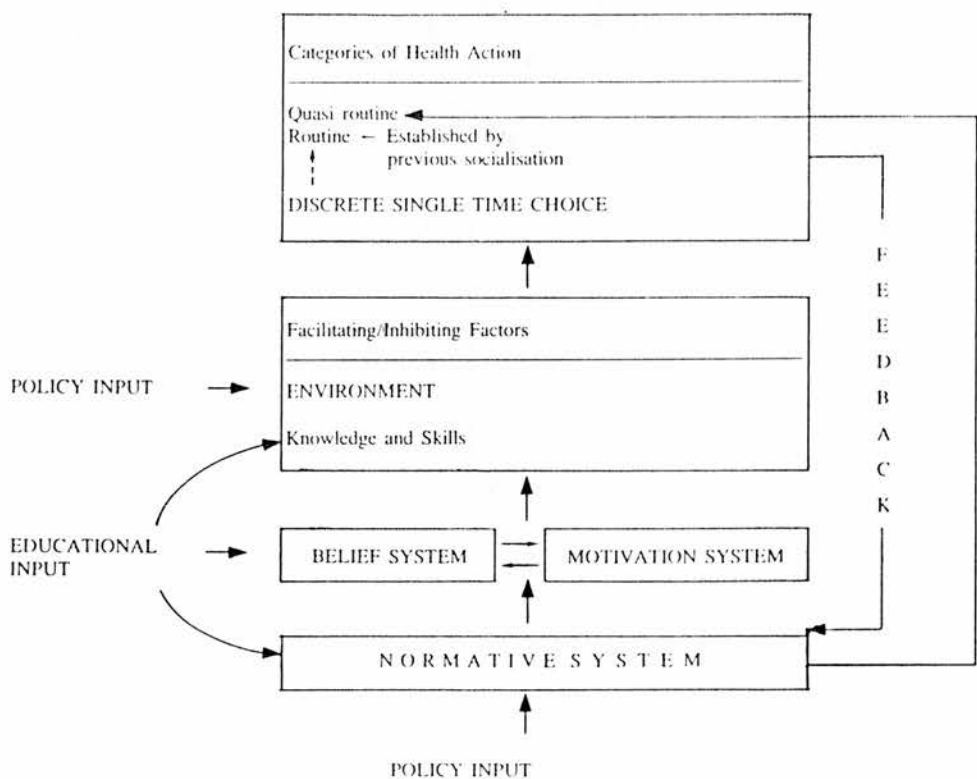 Categories of Health Action
Quasi routine
Routine ← Established by
previous socialisation
DISCRETE SINGLE TIME CHOICE
FEEDBACK
Facilitating/Inhibiting Factors
POLICY INPUT
ENVIRONMENT
Knowledge and Skills
EDUCATIONAL
INPUT
BELIEF SYSTEM
MOTIVATION SYSTEM
NORMATIVE SYSTEM
POLICY INPUT